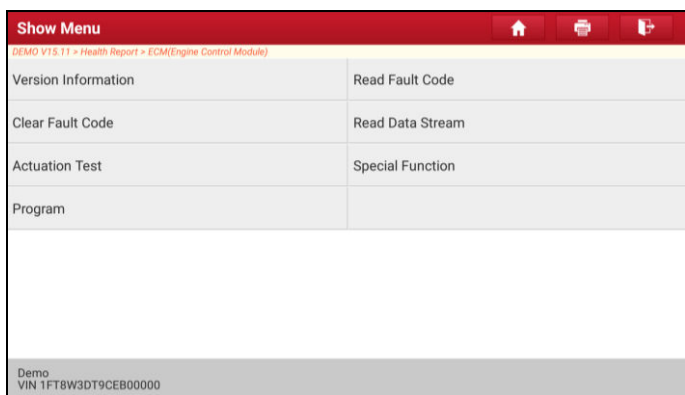 Show Menu
DEMO V15.11 > Health Report > ECM(Engine Control Module)
Version Information
Read Fault Code
Clear Fault Code
Read Data Stream
Actuation Test
Special Function
Program
Demo
VIN 1FT8W3DT9CEB00000